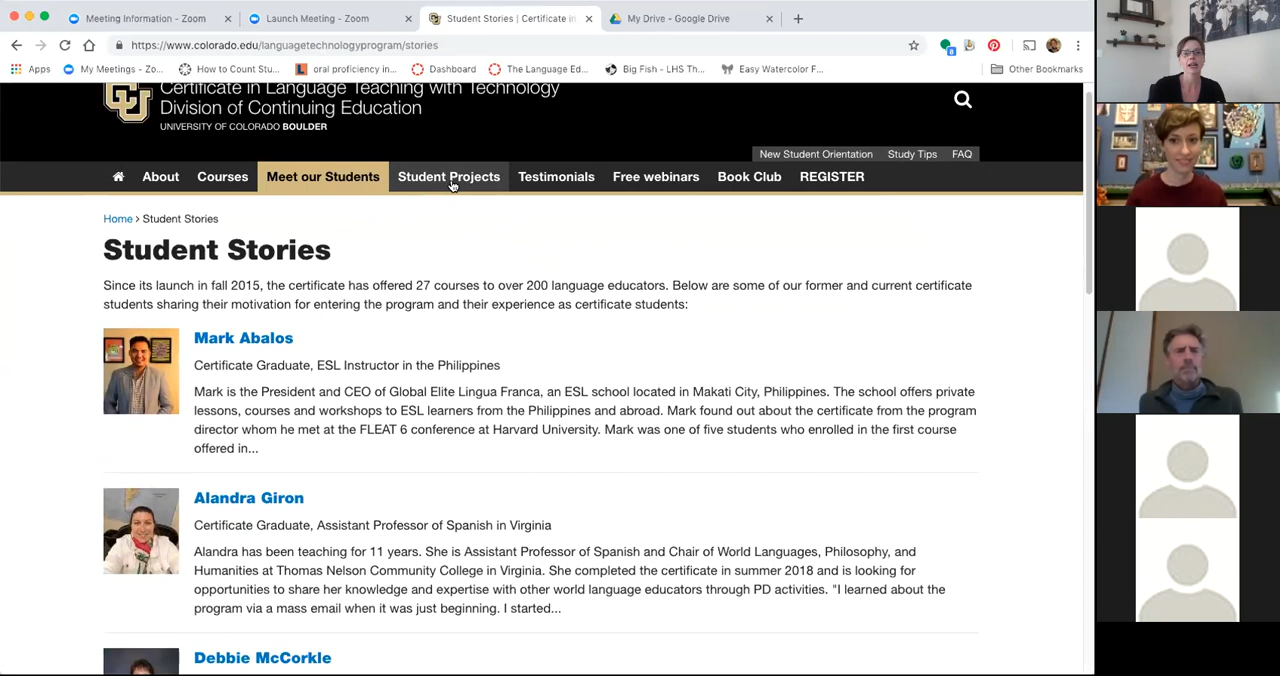 Meeting Information - Zoom
Launch Meeting - Zoom
Student Stories | Certificate in
My Drive - Google Drive
https://www.colorado.edu/languagetechnologyprogram/stories
8
Apps
My Meetings - Zo...
How to Count Stu...
oral proficiency in...
Dashboard
The Language Ed...
Big Fish - LHS Th...
Easy Watercolor F...
Other Bookmarks
CU
Certificate in Language Teaching with Technology
Division of Continuing Education
UNIVERSITY OF COLORADO BOULDER
New Student Orientation Study Tips FAQ
About Courses Meet our Students Student Projects Testimonials Free webinars Book Club REGISTER
Home › Student Stories
Student Stories
Since its launch in fall 2015, the certificate has offered 27 courses to over 200 language educators. Below are some of our former and current certificate
students sharing their motivation for entering the program and their experience as certificate students:
Mark Abalos
Certificate Graduate, ESL Instructor in the Philippines
Mark is the President and CEO of Global Elite Lingua Franca, an ESL school located in Makati City, Philippines. The school offers private
lessons, courses and workshops to ESL learners from the Philippines and abroad. Mark found out about the certificate from the program
director whom he met at the FLEAT 6 conference at Harvard University. Mark was one of five students who enrolled in the first course
offered in...
Alandra Giron
Certificate Graduate, Assistant Professor of Spanish in Virginia
Alandra has been teaching for 11 years. She is Assistant Professor of Spanish and Chair of World Languages, Philosophy, and
Humanities at Thomas Nelson Community College in Virginia. She completed the certificate in summer 2018 and is looking for
opportunities to share her knowledge and expertise with other world language educators through PD activities. "I learned about the
program via a mass email when it was just beginning. I started...
Debbie McCorkle